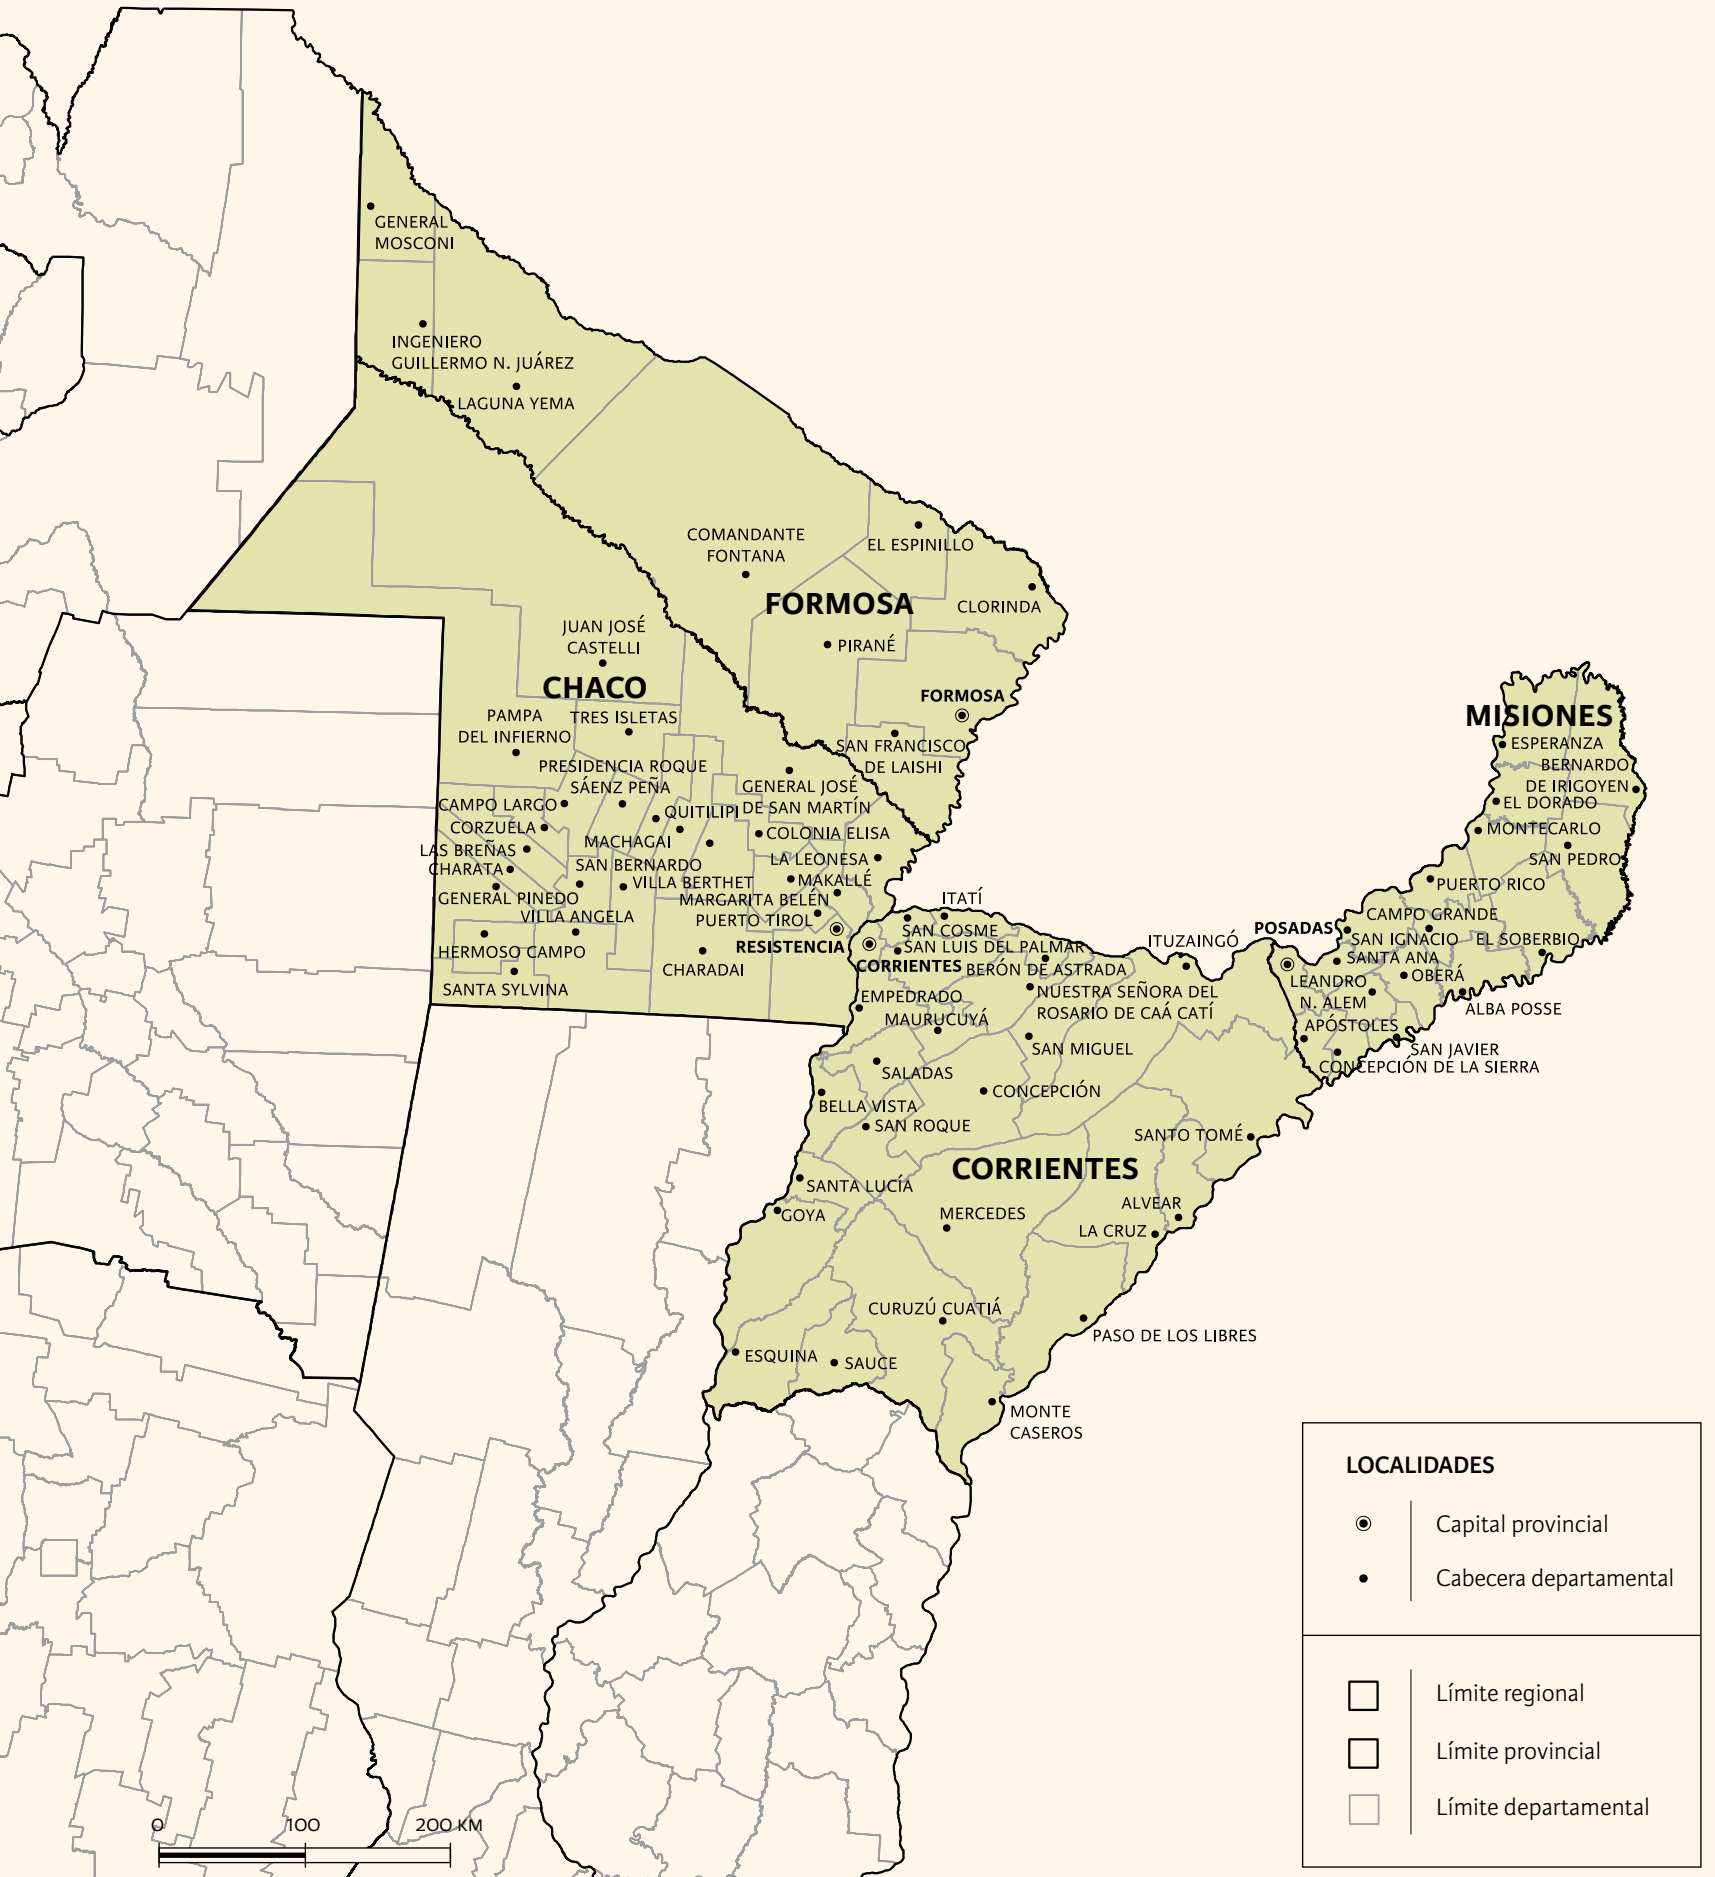 GENERAL
MOSCONI
INGENIERO
GUILLERMO N. JUÁREZ
LAGUNA YEMA
COMANDANTE
FONTANA
EL ESPINILLO
CLORINDA
FORMOSA
PIRANÉ
FORMOSA
SAN FRANCISCO
DE LAISHI
JUAN JOSÉ
CASTELLI
CHACO
PAMPA
DEL INFIERNO
TRES ISLETAS
PRESIDENCIA ROQUE
SÁENZ PEÑA
GENERAL JOSÉ
DE SAN MARTÍN
CAMPO LARGO
QUITILIPI
CORZUELA
MACHAGAI
COLONIA ELISA
LAS BREÑAS
SAN BERNARDO
LA LEONESA
CHARATA
VILLA BERTHET
MAKALLÉ
GENERAL PINEDO
MARGARITA BELÉN
VILLA ANGELA
PUERTO TIROL
RESISTENCIA
HERMOSO CAMPO
CHARADAI
SANTA SYLVINA
MISIONES
ESPERANZA
BERNARDO
DE IRIGOYEN
EL DORADO
MONTECARLO
SAN PEDRO
PUERTO RICO
CAMPO GRANDE
POSADAS
SAN IGNACIO
EL SOBERBIO
SANTA ANA
LEANDRO
N. ALEM
OBERÁ
ALBA POSSE
APÓSTOLES
SAN JAVIER
CONCEPCIÓN DE LA SIERRA
ITATÍ
SAN COSME
ITUZAINGÓ
SAN LUIS DEL PALMAR
CORRIENTES
BERÓN DE ASTRADA
EMPEDRADO
NUESTRA SEÑORA DEL
ROSARIO DE CAÁ CATÍ
MAURUCUYÁ
SAN MIGUEL
SALADAS
CONCEPCIÓN
BELLA VISTA
SAN ROQUE
SANTO TOMÉ
CORRIENTES
SANTA LUCÍA
ALVEAR
GOYA
MERCEDES
LA CRUZ
CURUZÚ CUATIÁ
PASO DE LOS LIBRES
ESQUINA
SAUCE
MONTE
CASEROS
LOCALIDADES
Capital provincial
Cabecera departamental
Límite regional
Límite provincial
Límite departamental
0 100 200 KM